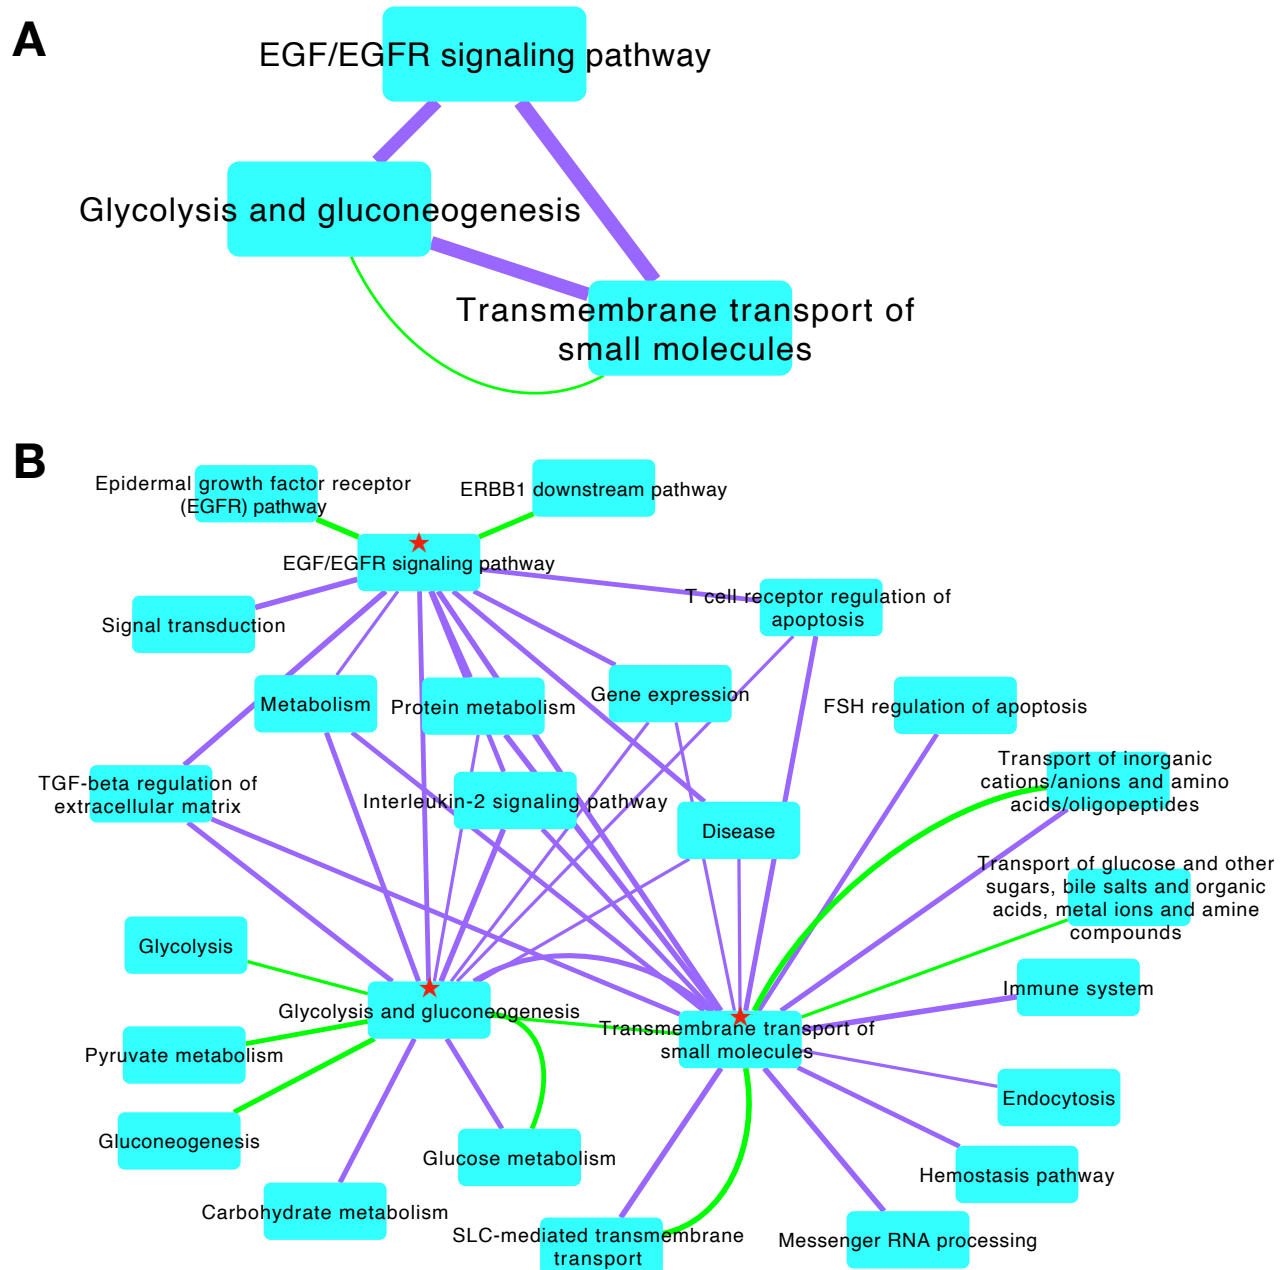 A
EGF/EGFR signaling pathway
Glycolysis and gluconeogenesis
Transmembrane transport of
small molecules
B
Epidermal growth factor receptor
(EGFR) pathway
ERBB1 downstream pathway
EGF/EGFR signaling pathway
T cell receptor regulation of
apoptosis
Signal transduction
Metabolism
Protein metabolism
Gene expression
FSH regulation of apoptosis
TGF-beta regulation of
extracellular matrix
Interleukin-2 signaling pathway
Disease
Transport of inorganic
cations/anions and amino
acids/oligopeptides
Transport of glucose and other
sugars, bile salts and organic
acids, metal ions and amine
compounds
Glycolysis
Glycolysis and gluconeogenesis
Transmembrane transport of
small molecules
Immune system
Pyruvate metabolism
Endocytosis
Gluconeogenesis
Glucose metabolism
Hemostasis pathway
Carbohydrate metabolism
SLC-mediated transmembrane
transport
Messenger RNA processing